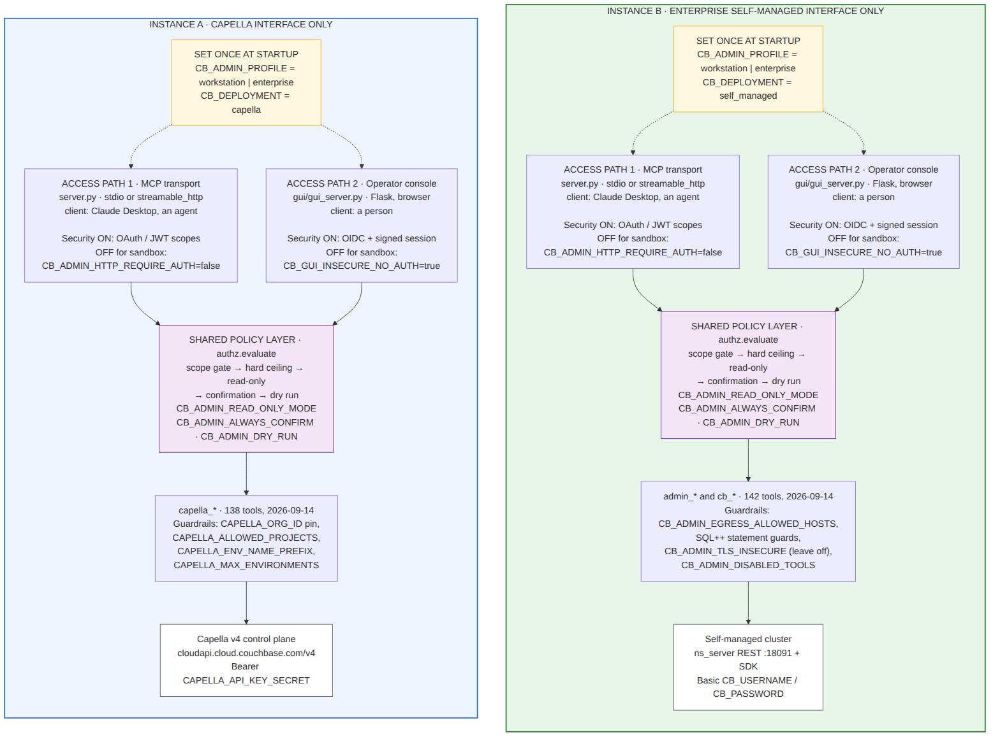 INSTANCE A · CAPELLA INTERFACE ONLY
SET ONCE AT STARTUP
CB_ADMIN_PROFILE =
workstation | enterprise
CB_DEPLOYMENT =
capella
ACCESS PATH 1 · MCP transport
server.py · stdio or streamable_http
client: Claude Desktop, an agent
Security ON: OAuth / JWT scopes
OFF for sandbox:
CB_ADMIN_HTTP_REQUIRE_AUTH=false
ACCESS PATH 2 · Operator console
gui/gui_server.py · Flask, browser
client: a person
Security ON: OIDC + signed session
OFF for sandbox:
CB_GUI_INSECURE_NO_AUTH=true
SHARED POLICY LAYER ·
authz.evaluate
scope gate → hard ceiling →
read-only
→ confirmation → dry run
CB_ADMIN_READ_ONLY_MODE
CB_ADMIN_ALWAYS_CONFIRM
· CB_ADMIN_DRY_RUN
capella_* · 138 tools, 2026-09-14
Guardrails: CAPELLA_ORG_ID pin,
CAPELLA_ALLOWED_PROJECTS,
CAPELLA_ENV_NAME_PREFIX,
CAPELLA_MAX_ENVIRONMENTS
Capella v4 control plane
cloudapi.cloud.couchbase.com/v4
Bearer
CAPELLA_API_KEY_SECRET
INSTANCE B · ENTERPRISE SELF-MANAGED INTERFACE ONLY
SET ONCE AT STARTUP
CB_ADMIN_PROFILE =
workstation | enterprise
CB_DEPLOYMENT =
self_managed
ACCESS PATH 1 · MCP transport
server.py · stdio or streamable_http
client: Claude Desktop, an agent
Security ON: OAuth / JWT scopes
OFF for sandbox:
CB_ADMIN_HTTP_REQUIRE_AUTH=false
ACCESS PATH 2 · Operator console
gui/gui_server.py · Flask, browser
client: a person
Security ON: OIDC + signed session
OFF for sandbox:
CB_GUI_INSECURE_NO_AUTH=true
SHARED POLICY LAYER ·
authz.evaluate
scope gate → hard ceiling →
read-only
→ confirmation → dry run
CB_ADMIN_READ_ONLY_MODE
CB_ADMIN_ALWAYS_CONFIRM
· CB_ADMIN_DRY_RUN
admin_* and cb_* · 142 tools, 2026-09-14
Guardrails:
CB_ADMIN_EGRESS_ALLOWED_HOSTS,
SQL++ statement guards,
CB_ADMIN_TLS_INSECURE (leave off),
CB_ADMIN_DISABLED_TOOLS
Self-managed cluster
ns_server REST :18091 +
SDK
Basic CB_USERNAME /
CB_PASSWORD